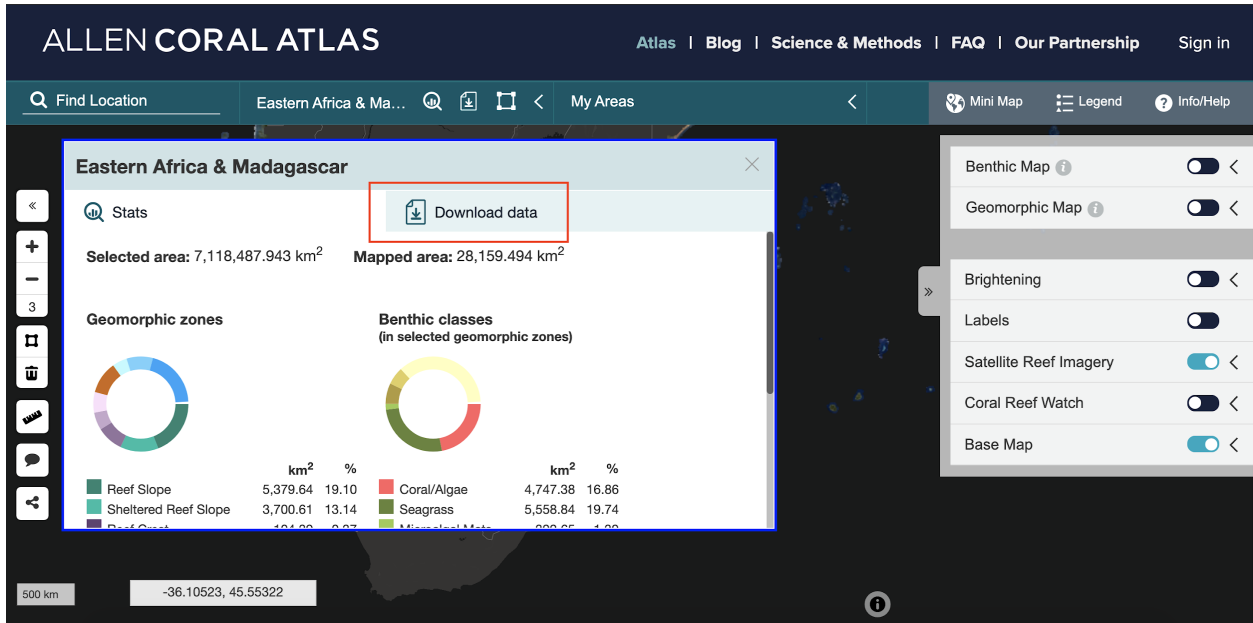 ALLEN CORAL ATLAS
Atlas | Blog | Science & Methods | FAQ | Our Partnership Sign in
Find Location Eastern Africa & Ma... My Areas Mini Map Legend Info/Help
Eastern Africa & Madagascar
Stats Download data
Selected area: 7,118,487.943 km² Mapped area: 28,159.494 km²
Geomorphic zones
Benthic classes
(in selected geomorphic zones)
km² %
Reef Slope 5,379.64 19.10
Sheltered Reef Slope 3,700.61 13.14
km² %
Coral/Algae 4,747.38 16.86
Seagrass 5,558.84 19.74
3
Benthic Map
Geomorphic Map
Brightening
Labels
Satellite Reef Imagery
Coral Reef Watch
Base Map
500 km
-36.10523, 45.55322